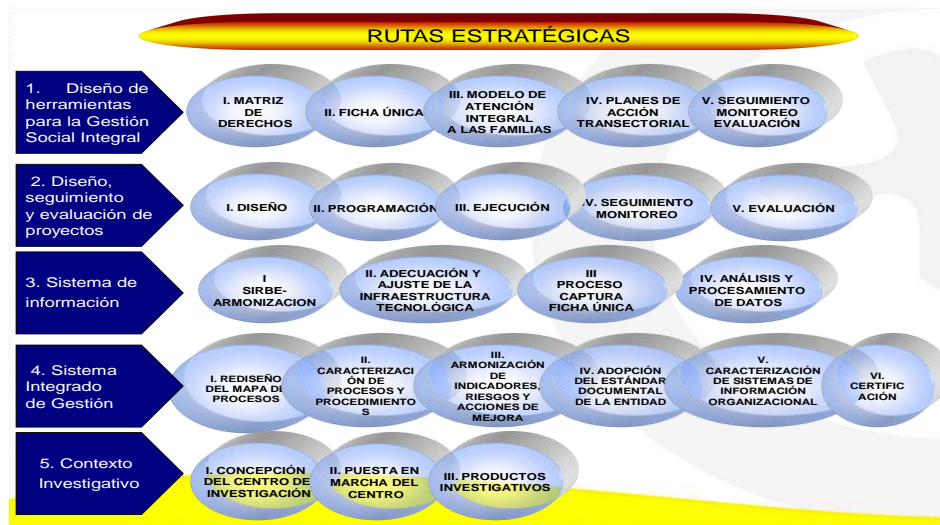 RUTAS ESTRATÉGICAS
1. Diseño de
herramientas
para la Gestión
Social Integral
I. MATRIZ
DE
DERECHOS
II. FICHA ÚNICA
III. MODELO DE
ATENCIÓN
INTEGRAL
A LAS FAMILIAS
IV. PLANES DE
ACCIÓN
TRANSECTORIAL
V. SEGUIMIENTO
MONITOREO
EVALUACIÓN
2. Diseño,
seguimiento
y evaluación de
proyectos
I. DISEÑO
II. PROGRAMACIÓN
III. EJECUCIÓN
IV. SEGUIMIENTO
MONITOREO
V. EVALUACIÓN
3. Sistema de
información
I
SIRBE-
ARMONIZACION
II. ADECUACIÓN Y
AJUSTE DE LA
INFRAESTRUCTURA
TECNOLÓGICA
III
PROCESO
CAPTURA
FICHA ÚNICA
IV. ANÁLISIS Y
PROCESAMIENTO
DE DATOS
4. Sistema
Integrado
de Gestión
I. REDISEÑO
DEL MAPA DE
PROCESOS
II.
CARACTERIZACI
ÓN DE
PROCESOS Y
PROCEDIMIENTO
S
III.
ARMONIZACIÓN
DE
INDICADORES,
RIESGOS Y
ACCIONES DE
MEJORA
IV. ADOPCIÓN
DEL ESTÁNDAR
DOCUMENTAL
DE LA ENTIDAD
V.
CARACTERIZACIÓN
DE SISTEMAS DE
INFORMACIÓN
ORGANIZACIONAL
VI.
CERTIFIC
ACIÓN
5. Contexto
Investigativo
I. CONCEPCIÓN
DEL CENTRO DE
INVESTIGACIÓN
II. PUESTA EN
MARCHA DEL
CENTRO
III. PRODUCTOS
INVESTIGATIVOS